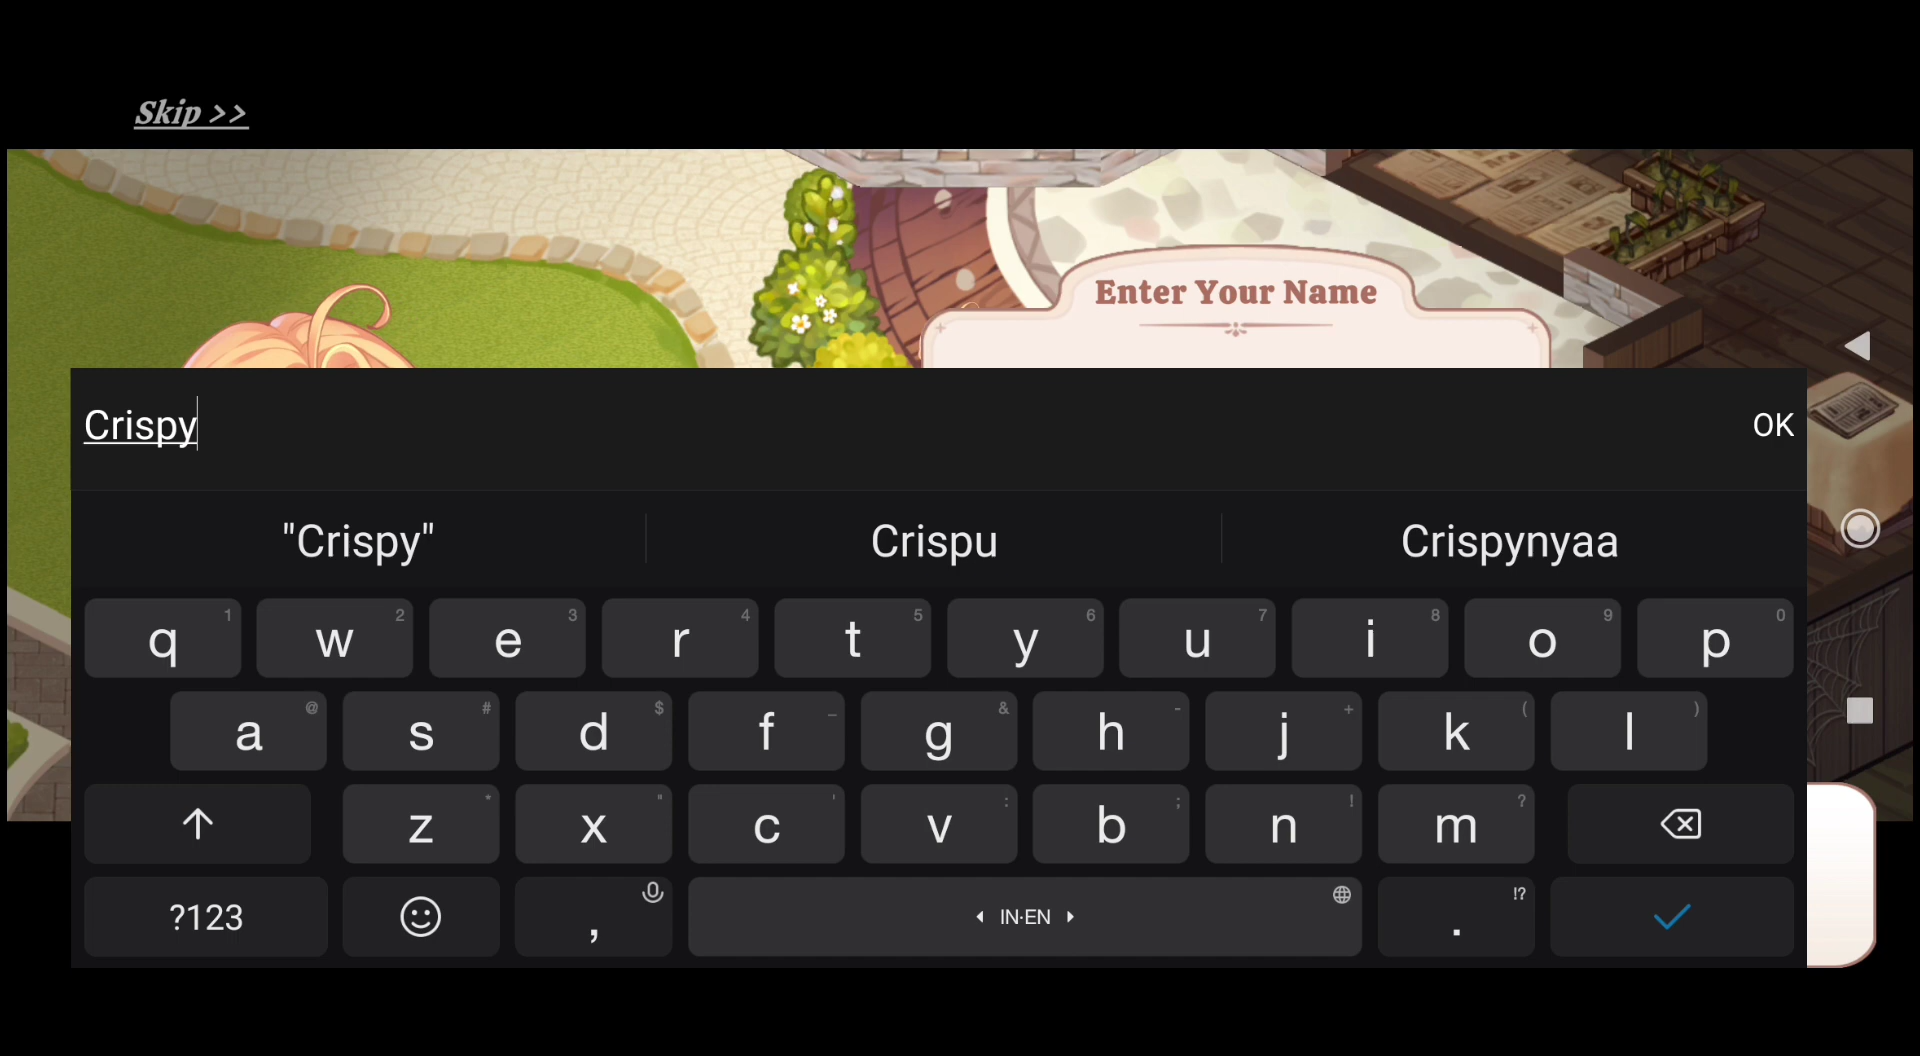 Skip >>
Enter Your Name
Crispy
OK
"Crispy" Crispu Crispynyaa
q 1 w 2 e 3 r 4 t 5 y 6 u 7 i 8 o 9 p 0
a @ s # d $ f _ g & h - j + k ( l )
z * x " c ' v : b ; n ! m ?
?123 , IN·EN . !?